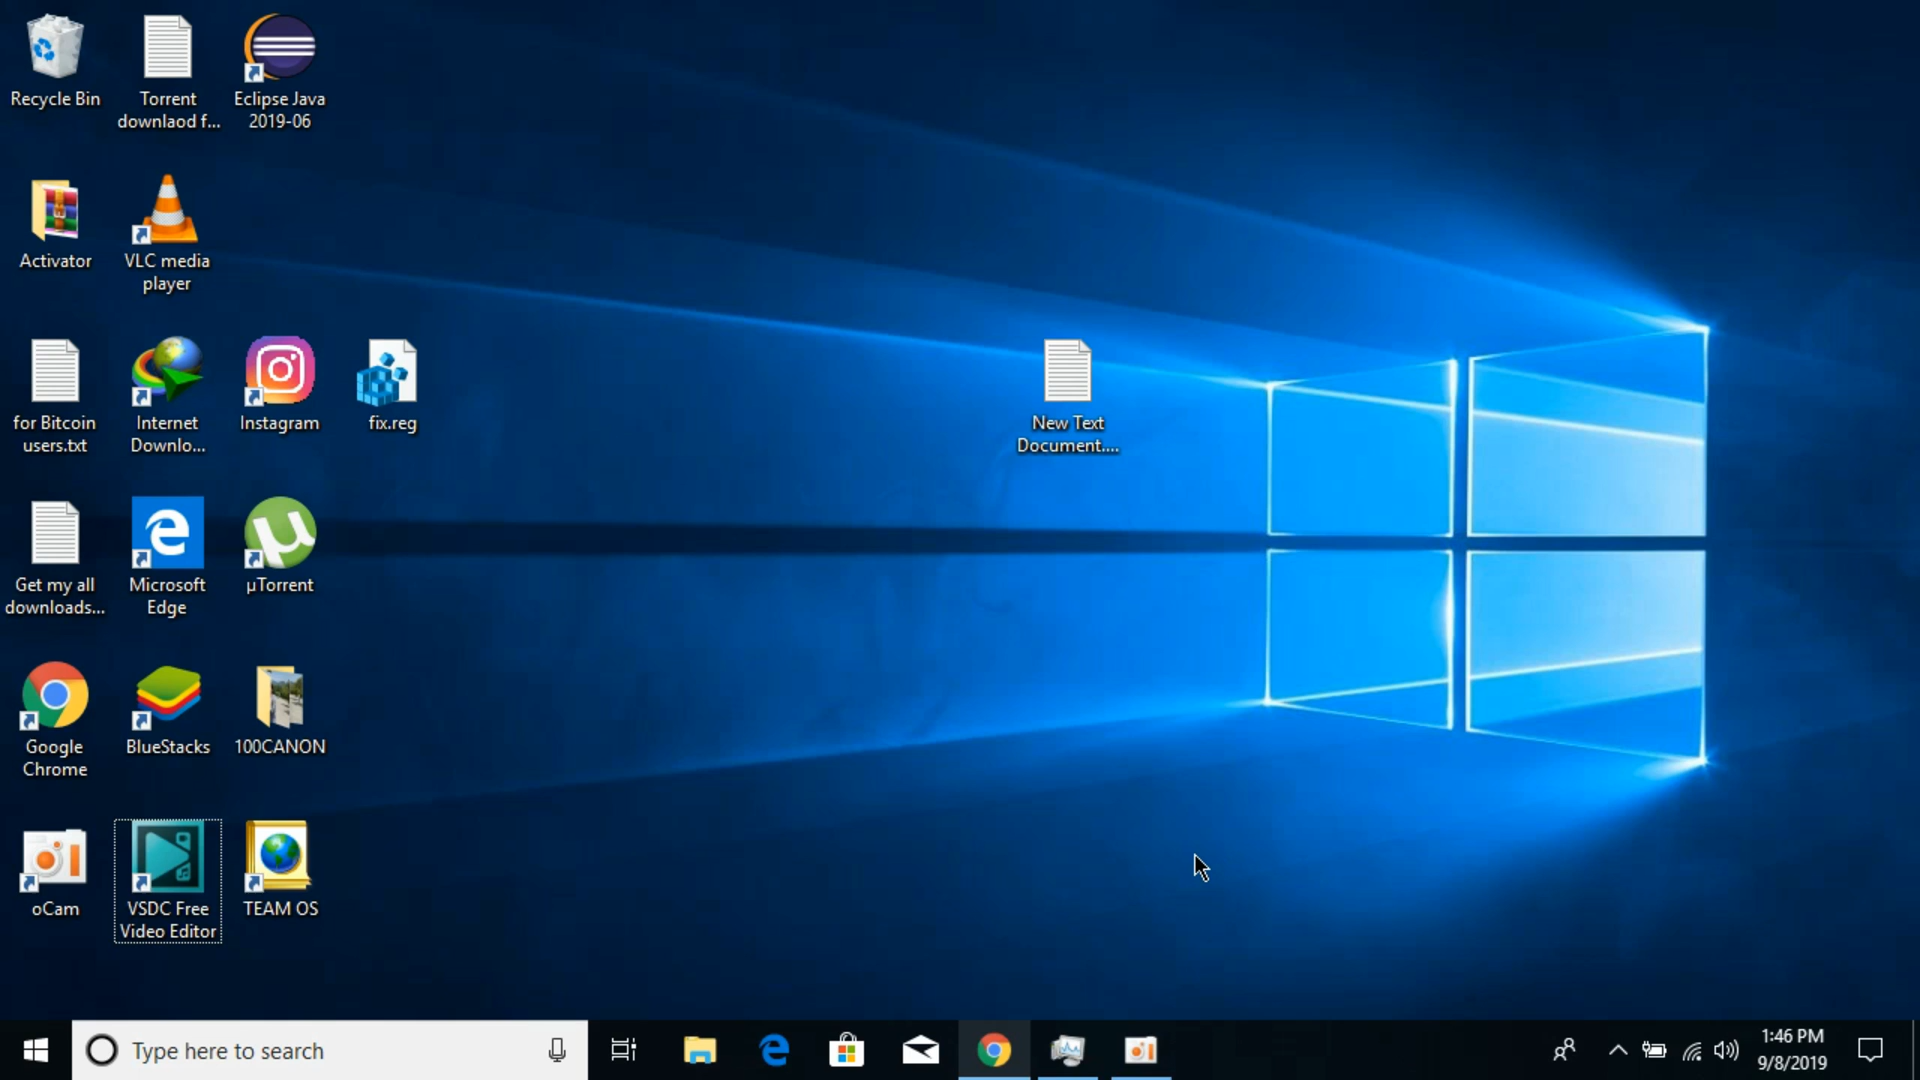 Recycle Bin
Torrent
downlaod f...
Eclipse Java
2019-06
Activator
VLC media
player
for Bitcoin
users.txt
Internet
Downlo...
Instagram
fix.reg
New Text
Document....
Get my all
downloads...
Microsoft
Edge
µTorrent
Google
Chrome
BlueStacks
100CANON
oCam
VSDC Free
Video Editor
TEAM OS
Type here to search
1:46 PM
9/8/2019